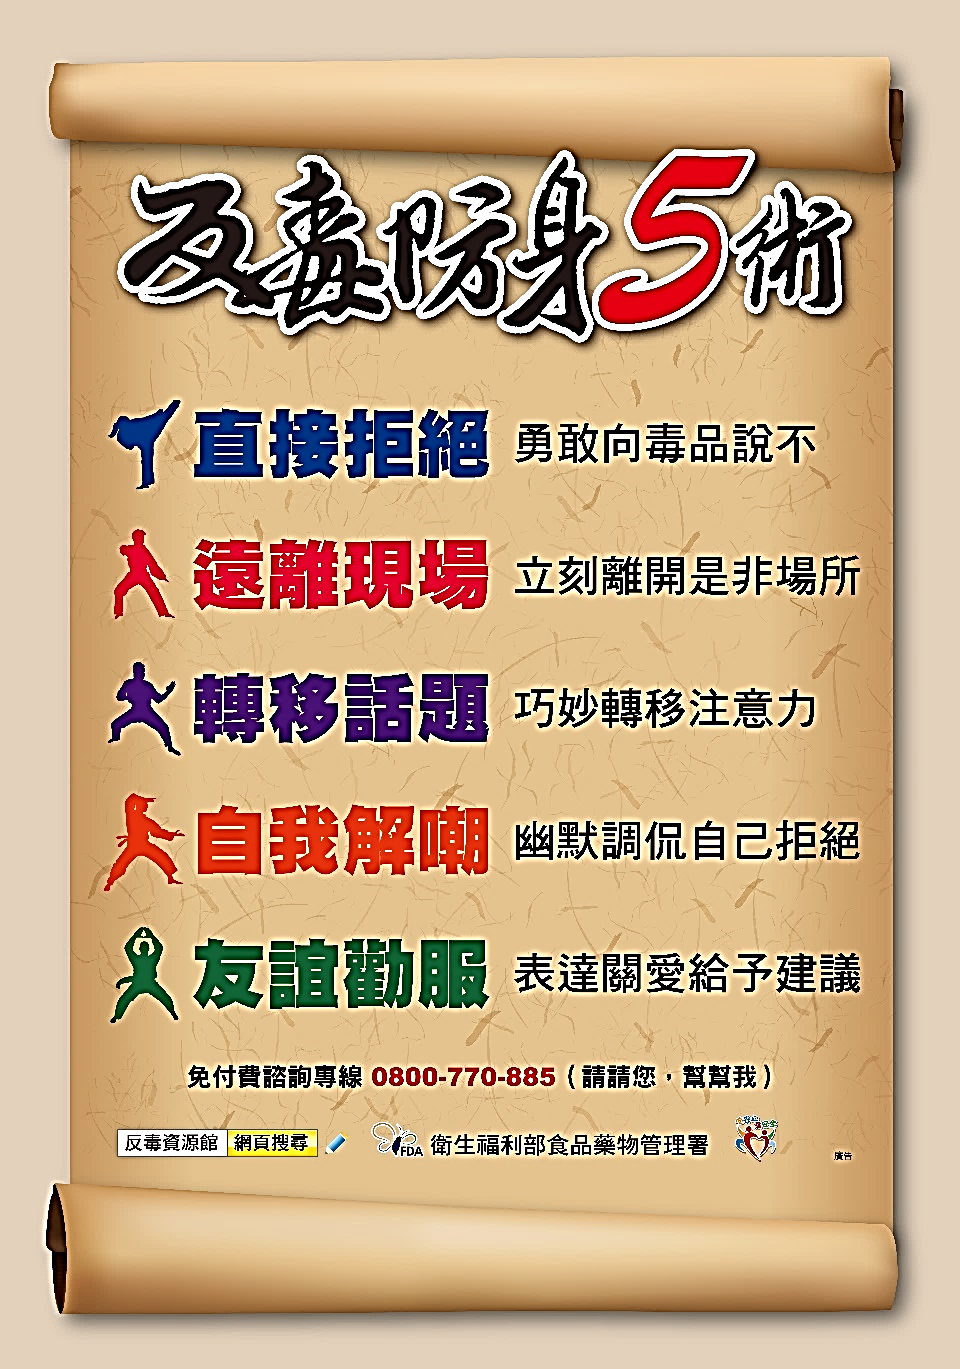 反毒防身5術
直接拒絕 勇敢向毒品說不
遠離現場 立刻離開是非場所
轉移話題 巧妙轉移注意力
自我解嘲 幽默調侃自己拒絕
友誼勸服 表達關愛給予建議
免付費諮詢專線 0800-770-885（請請您，幫幫我）
反毒資源館 網頁搜尋 FDA 衛生福利部食品藥物管理署
廣告